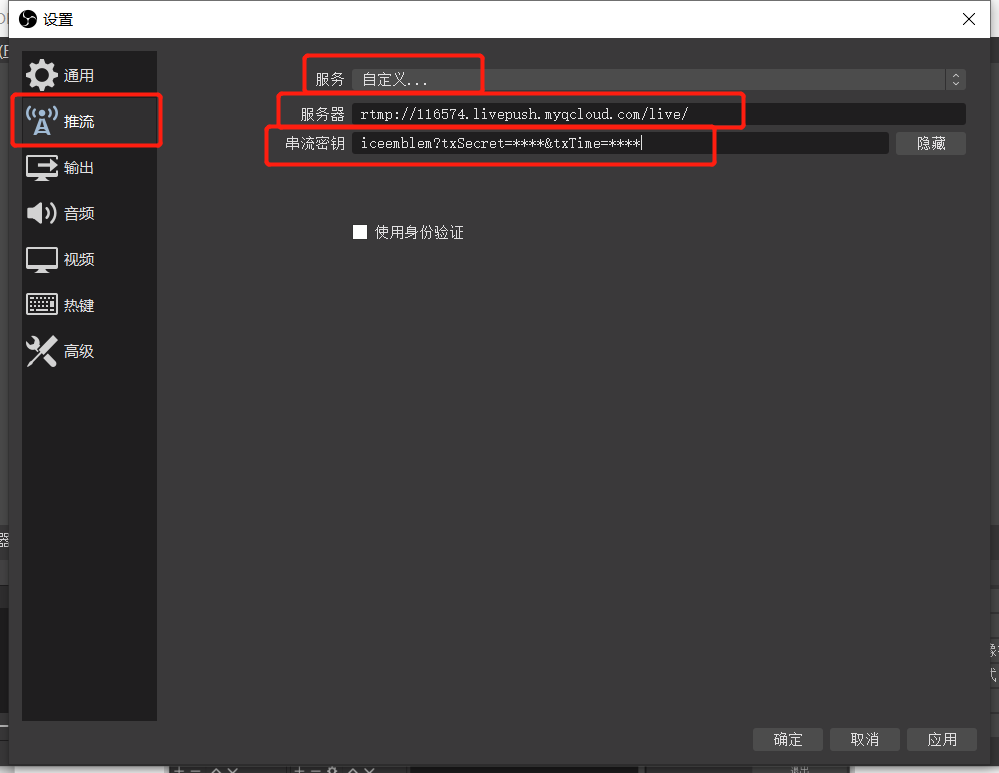 设置
通用
推流
输出
音频
视频
热键
高级
服务 自定义...
服务器 rtmp://116574.livepush.myqcloud.com/live/
串流密钥 iceemblem?txSecret=****&txTime=**** 隐藏
使用身份验证
器
确定 取消 应用